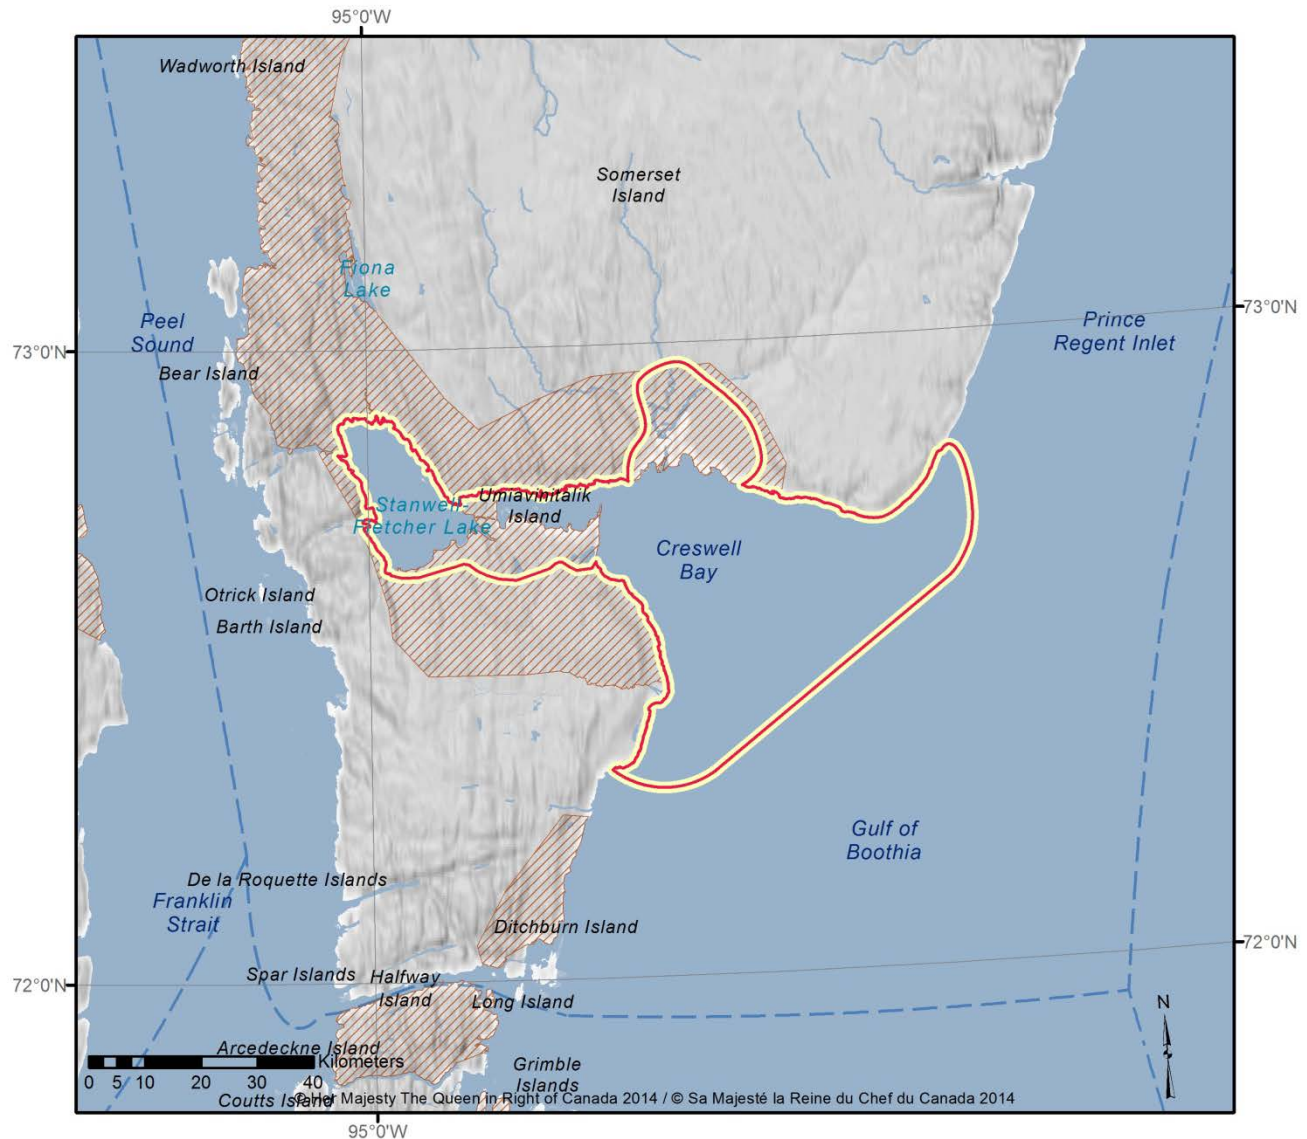 95°0'W
Wadworth Island
Somerset
Island
Fiona
Lake
Peel
Sound
Prince
Regent Inlet
73°0'N
73°0'N
Bear Island
Umiavinitalik
Island
Stanwell-
Fletcher Lake
Creswell
Bay
Otrick Island
Barth Island
Gulf of
Boothia
De la Roquette Islands
Franklin
Strait
Ditchburn Island
72°0'N
72°0'N
Spar Islands
Halfway
Island
Long Island
N
Arcedeckne Island
Kilometers
0 5 10 20 30 40
Grimble
Islands
Coutts Island
© Her Majesty The Queen in Right of Canada 2014 / © Sa Majesté la Reine du Chef du Canada 2014
95°0'W